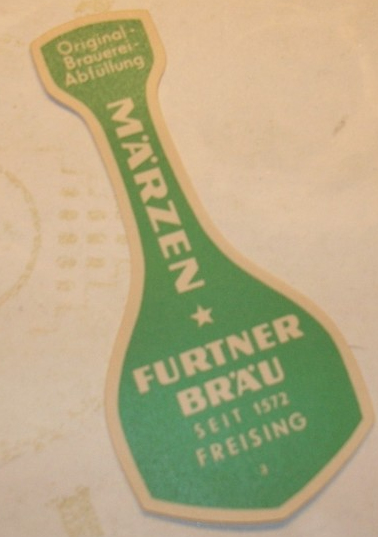 Original-
Brauerei-
Abfüllung
MÄRZEN
FURTNER
BRÄU
SEIT 1572
FREISING